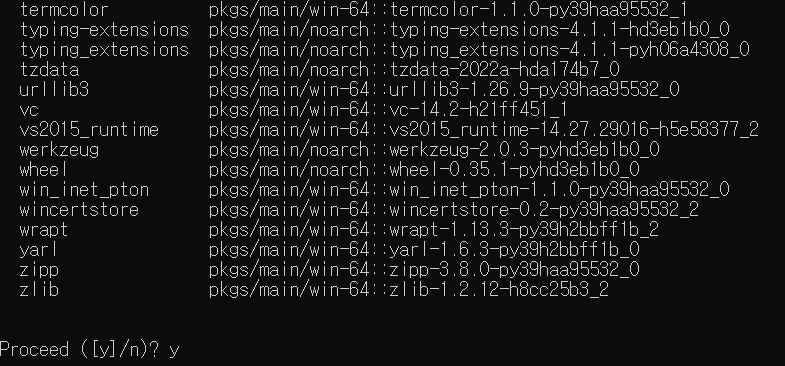 termcolor pkgs/main/win-64::termcolor-1.1.0-py39haa95532_1
typing-extensions pkgs/main/noarch::typing-extensions-4.1.1-hd3eb1b0_0
typing_extensions pkgs/main/noarch::typing_extensions-4.1.1-pyh06a4308_0
tzdata pkgs/main/noarch::tzdata-2022a-hda174b7_0
urllib3 pkgs/main/win-64::urllib3-1.26.9-py39haa95532_0
vc pkgs/main/win-64::vc-14.2-h21ff451_1
vs2015_runtime pkgs/main/win-64::vs2015_runtime-14.27.29016-h5e58377_2
werkzeug pkgs/main/noarch::werkzeug-2.0.3-pyhd3eb1b0_0
wheel pkgs/main/noarch::wheel-0.35.1-pyhd3eb1b0_0
win_inet_pton pkgs/main/win-64::win_inet_pton-1.1.0-py39haa95532_0
wincertstore pkgs/main/win-64::wincertstore-0.2-py39haa95532_2
wrapt pkgs/main/win-64::wrapt-1.13.3-py39h2bbff1b_2
yarl pkgs/main/win-64::yarl-1.6.3-py39h2bbff1b_0
zipp pkgs/main/win-64::zipp-3.8.0-py39haa95532_0
zlib pkgs/main/win-64::zlib-1.2.12-h8cc25b3_2
Proceed ([y]/n)? y